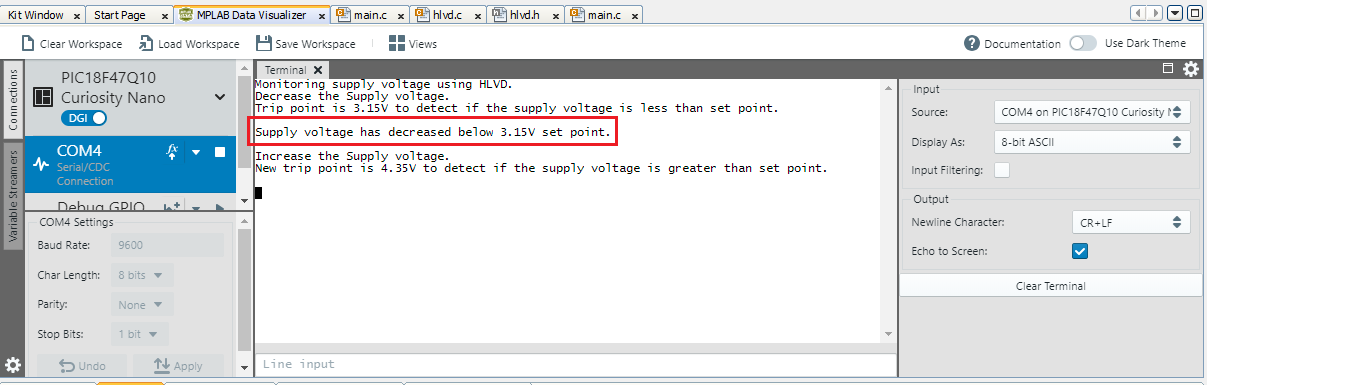 Kit Window x
Start Page x
MPLAB Data Visualizer x
main.c x
hlvd.c x
hlvd.h x
main.c x
Clear Workspace
Load Workspace
Save Workspace
Views
Documentation
Use Dark Theme
Connections
Variable Streamers
PIC18F47Q10
Curiosity Nano
DGI
COM4
Serial/CDC
Connection
fx
Debug GPIO
COM4 Settings
Baud Rate: 9600
Char Length: 8 bits
Parity: None
Stop Bits: 1 bit
Undo
Apply
Terminal
Monitoring supply voltage using HLVD.
Decrease the Supply voltage.
Trip point is 3.15V to detect if the supply voltage is less than set point.
Supply voltage has decreased below 3.15V set point.
Increase the Supply voltage.
New trip point is 4.35V to detect if the supply voltage is greater than set point.
Line input
Input
Source: COM4 on PIC18F47Q10 Curiosity
Display As: 8-bit ASCII
Input Filtering:
Output
Newline Character: CR+LF
Echo to Screen:
Clear Terminal